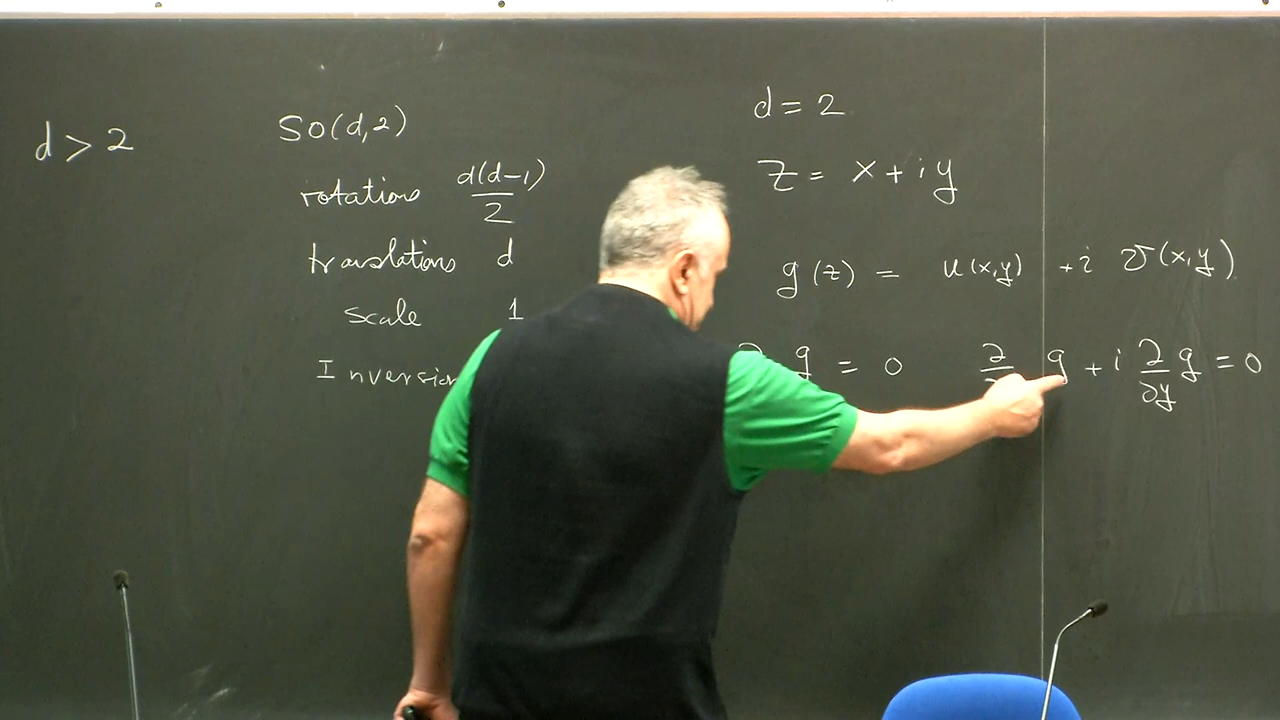 d > 2
SO(d,2)
rotations d(d-1)/2
translations d
scale 1
Inversion
d = 2
z = x + iy
g(z) = u(x,y) + i v(x,y)
g = 0 ∂ g + i ∂/∂y g = 0